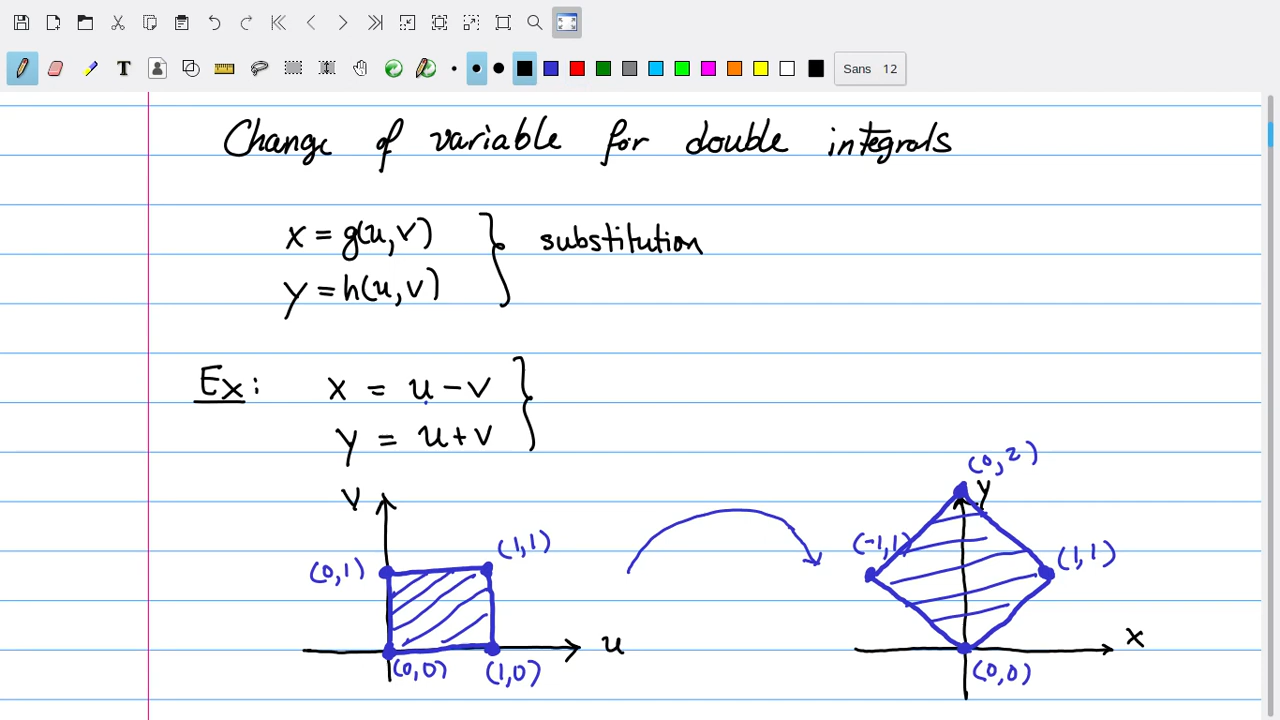 Sans 12
Change of variable for double integrals
x = g(u,v)
y = h(u,v)
} substitution
Ex: x = u - v
y = u + v }
v
(0,1)
(1,1)
(0,0)
(1,0)
u
(0,2)
y
(-1,1)
(1,1)
x
(0,0)